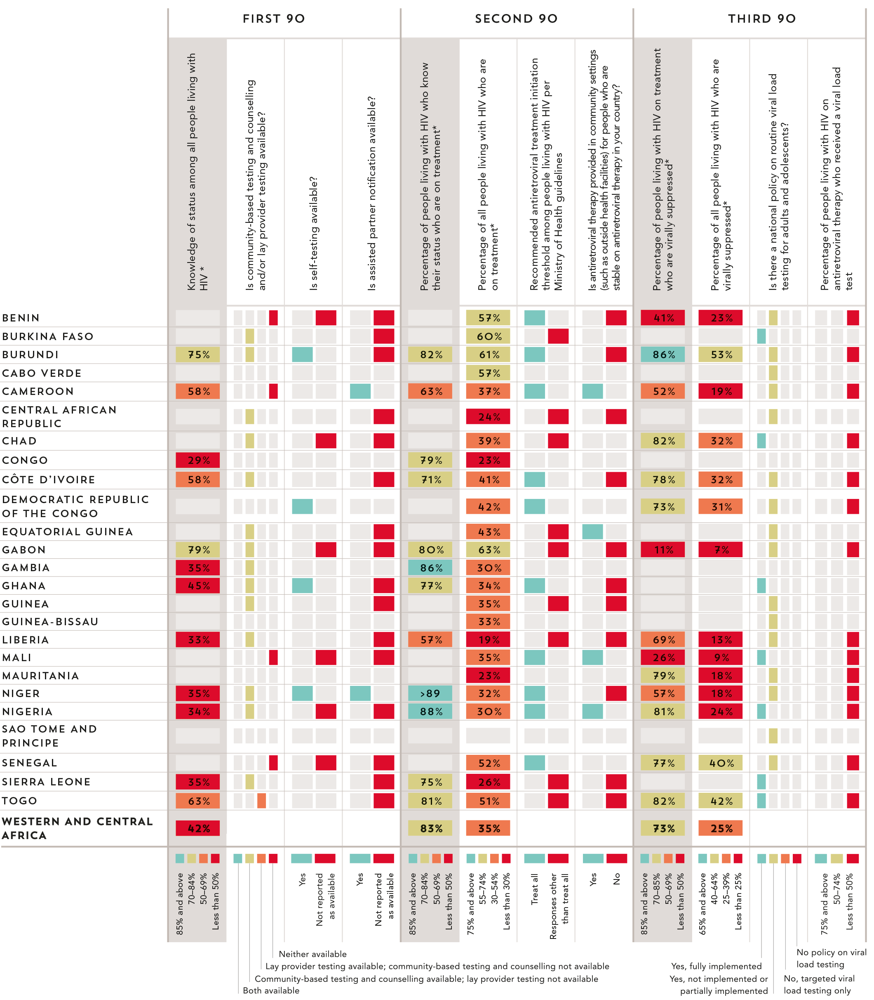 FIRST 90
SECOND 90
THIRD 90
Knowledge of status among all people living with
HIV *
Is community-based testing and counselling
and/or lay provider testing available?
Is self-testing available?
Is assisted partner notification available?
Percentage of people living with HIV who know
their status who are on treatment*
Percentage of all people living with HIV who are
on treatment*
Recommended antiretroviral treatment initiation
threshold among people living with HIV per
Ministry of Health guidelines
Is antiretroviral therapy provided in community settings
(such as outside health facilities) for people who are
stable on antiretroviral therapy in your country?
Percentage of people living with HIV on treatment
who are virally suppressed*
Percentage of all people living with HIV who are
virally suppressed*
Is there a national policy on routine viral load
testing for adults and adolescents?
Percentage of people living with HIV on
antiretroviral therapy who received a viral load
test
BENIN 57% 41% 23%
BURKINA FASO 60%
BURUNDI 75% 82% 61% 86% 53%
CABO VERDE 57%
CAMEROON 58% 63% 37% 52% 19%
CENTRAL AFRICAN
REPUBLIC 24%
CHAD 39% 82% 32%
CONGO 29% 79% 23%
CÔTE D'IVOIRE 58% 71% 41% 78% 32%
DEMOCRATIC REPUBLIC
OF THE CONGO 42% 73% 31%
EQUATORIAL GUINEA 43%
GABON 79% 80% 63% 11% 7%
GAMBIA 35% 86% 30%
GHANA 45% 77% 34%
GUINEA 35%
GUINEA-BISSAU 33%
LIBERIA 33% 57% 19% 69% 13%
MALI 35% 26% 9%
MAURITANIA 23% 79% 18%
NIGER 35% >89 32% 57% 18%
NIGERIA 34% 88% 30% 81% 24%
SAO TOME AND
PRINCIPE
SENEGAL 52% 77% 40%
SIERRA LEONE 35% 75% 26%
TOGO 63% 81% 51% 82% 42%
WESTERN AND CENTRAL
AFRICA 42% 83% 35% 73% 25%
85% and above
70–84%
50–69%
Less than 50%
Yes
Not reported
as available
Yes
Not reported
as available
85% and above
70–84%
50–69%
Less than 50%
75% and above
55–74%
30–54%
Less than 30%
Treat all
Responses other
than treat all
Yes
No
85% and above
70–85%
50–69%
Less than 50%
65% and above
40–64%
25–39%
Less than 25%
75% and above
50–74%
Less than 50%
Neither available
Lay provider testing available; community-based testing and counselling not available
Community-based testing and counselling available; lay provider testing not available
Both available
Yes, fully implemented
Yes, not implemented or
partially implemented
No policy on viral
load testing
No, targeted viral
load testing only